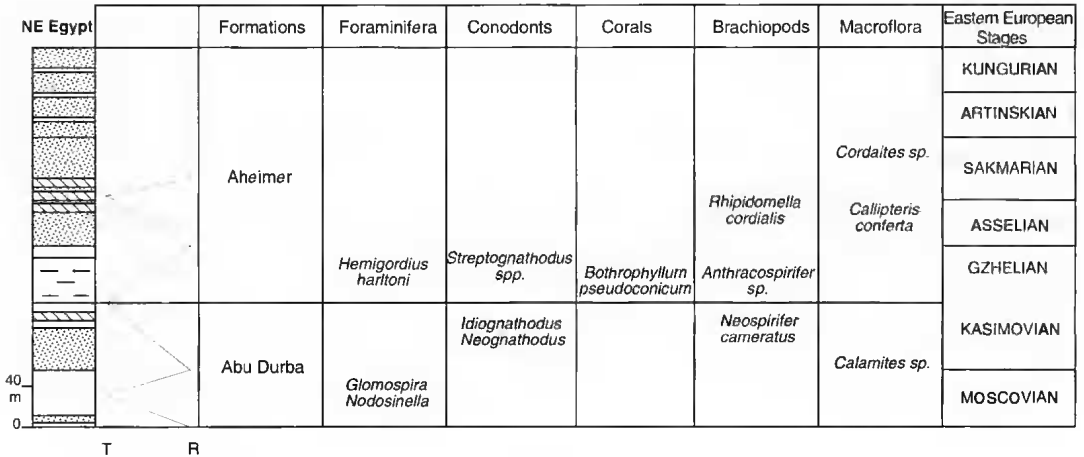 NE Egypt
Formations
Foraminifera
Conodonts
Corals
Brachiopods
Macroflora
Eastern European
Stages
KUNGURIAN
ARTINSKIAN
Cordaites sp.
SAKMARIAN
Aheimer
Rhipidomella
cordialis
Callipteris
conferta
ASSELIAN
Hemigordius
harltoni
Streptognathodus
spp.
Bothrophyllum
pseudoconicum
Anthracospirifer
sp.
GZHELIAN
Idiognathodus
Neognathodus
Neospirifer
cameratus
KASIMOVIAN
Abu Durba
Calamites sp.
Glomospira
Nodosinella
MOSCOVIAN
40
m
0
T R